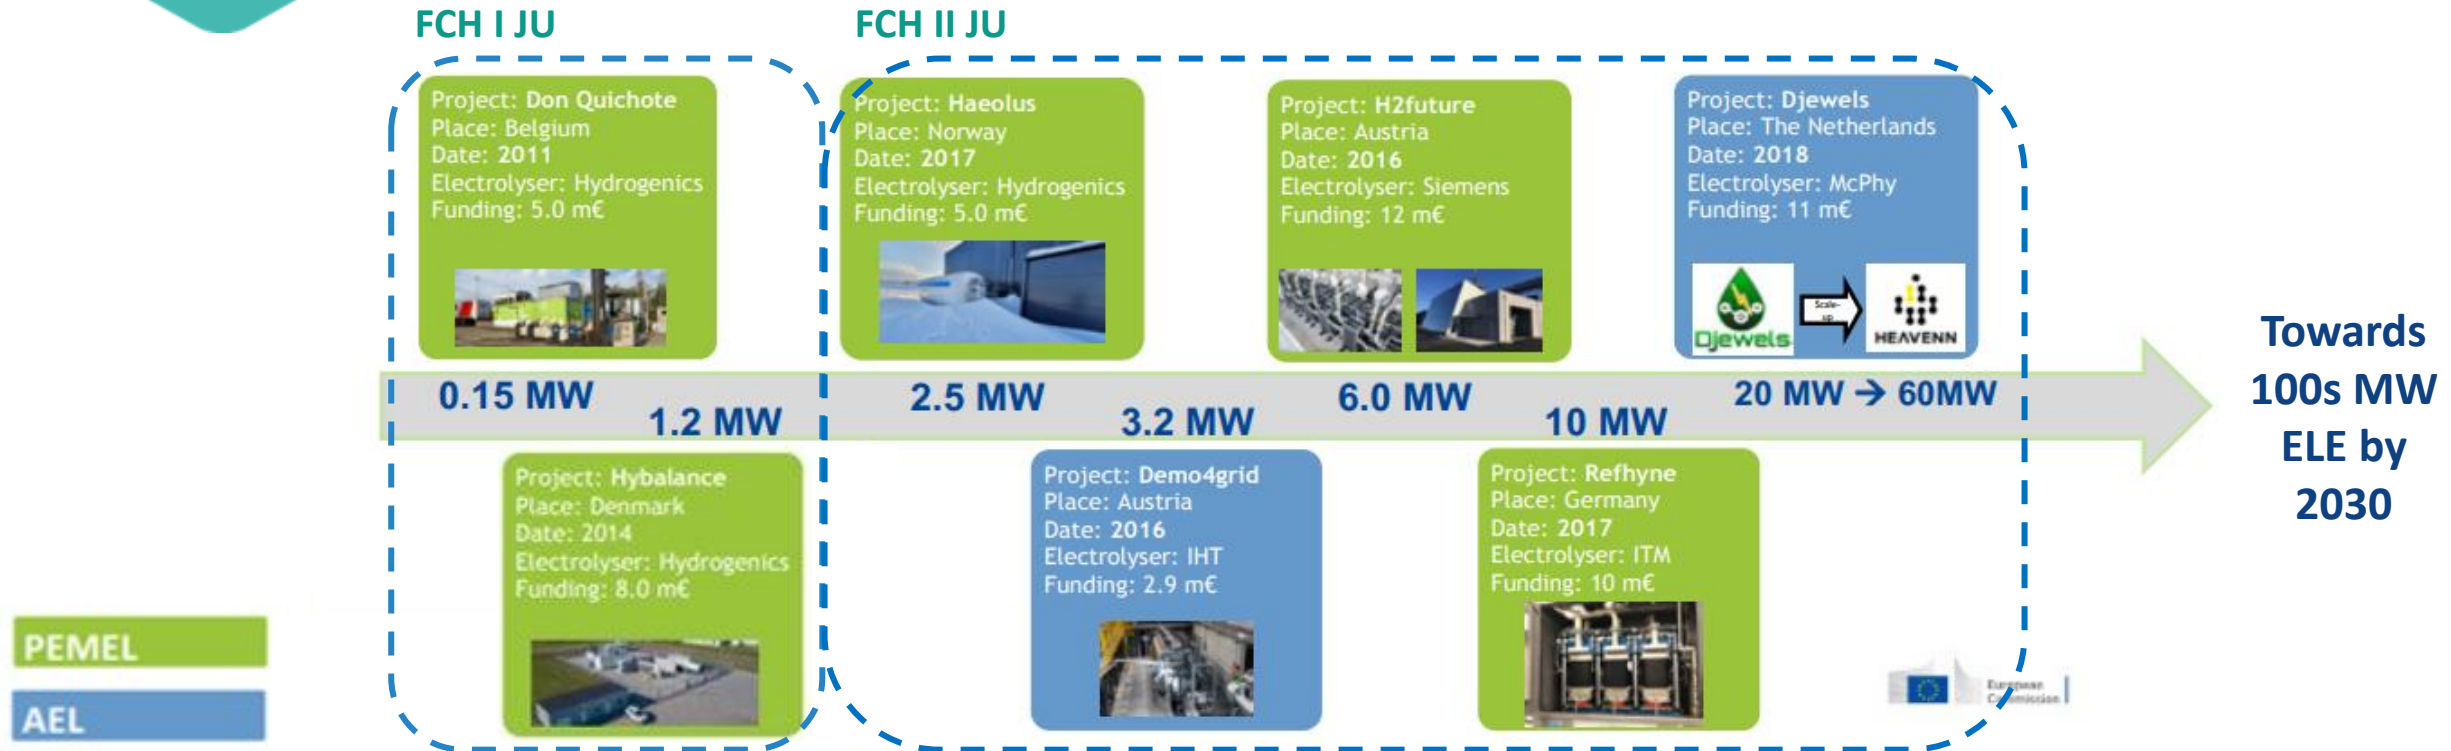 FCH I JU
FCH II JU
Project: Don Quichote
Place: Belgium
Date: 2011
Electrolyser: Hydrogenics
Funding: 5.0 m€
Project: Haeolus
Place: Norway
Date: 2017
Electrolyser: Hydrogenics
Funding: 5.0 m€
Project: H2future
Place: Austria
Date: 2016
Electrolyser: Siemens
Funding: 12 m€
Project: Djewels
Place: The Netherlands
Date: 2018
Electrolyser: McPhy
Funding: 11 m€
Djewels
Scale-
up
HEAVENN
0.15 MW
1.2 MW
2.5 MW
3.2 MW
6.0 MW
10 MW
20 MW → 60MW
Towards
100s MW
ELE by
2030
Project: Hybalance
Place: Denmark
Date: 2014
Electrolyser: Hydrogenics
Funding: 8.0 m€
Project: Demo4grid
Place: Austria
Date: 2016
Electrolyser: IHT
Funding: 2.9 m€
Project: Refhyne
Place: Germany
Date: 2017
Electrolyser: ITM
Funding: 10 m€
PEMEL
AEL
European
Commission